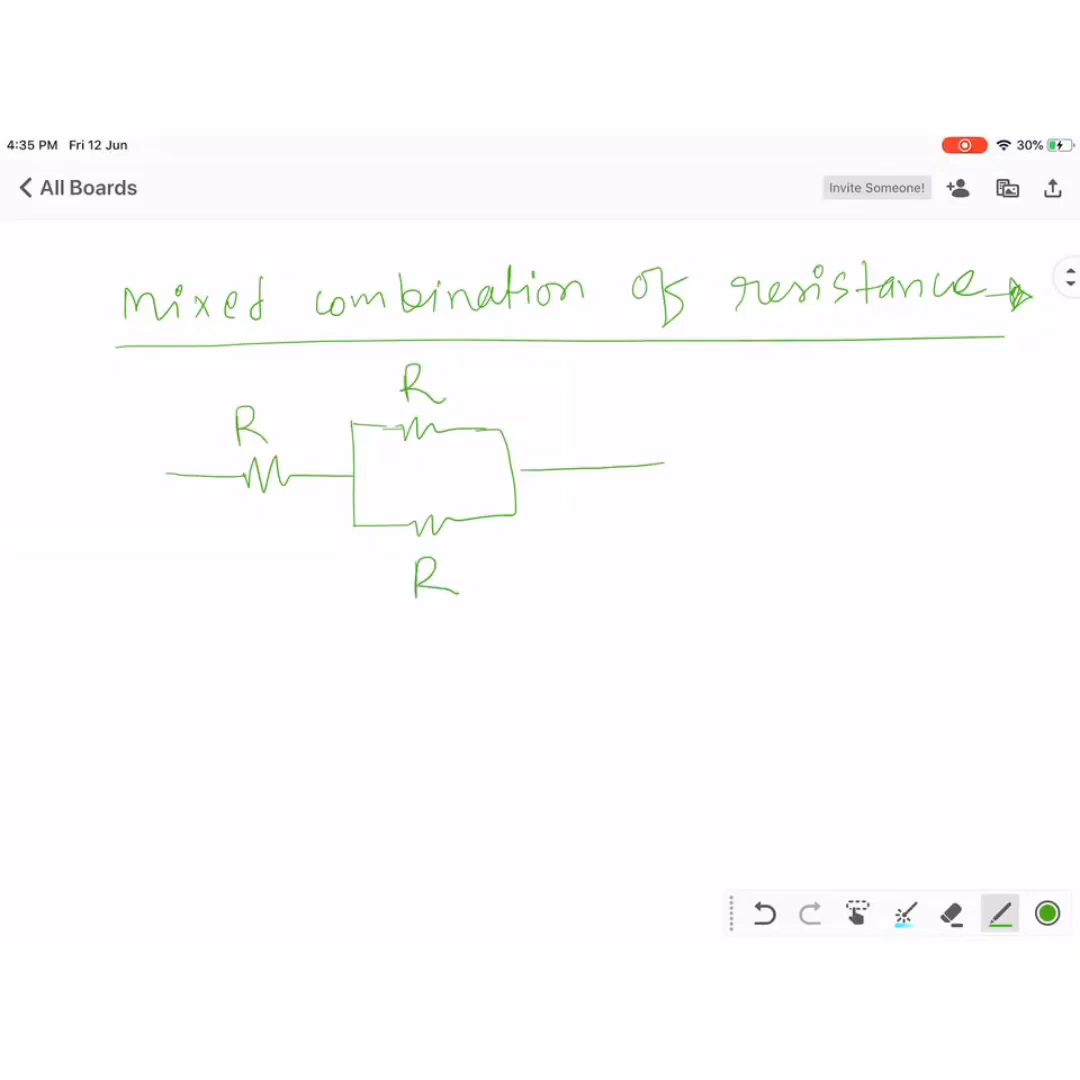 4:35 PM Fri 12 Jun 30%
All Boards Invite Someone!
mixed combination of resistance
R
R
R